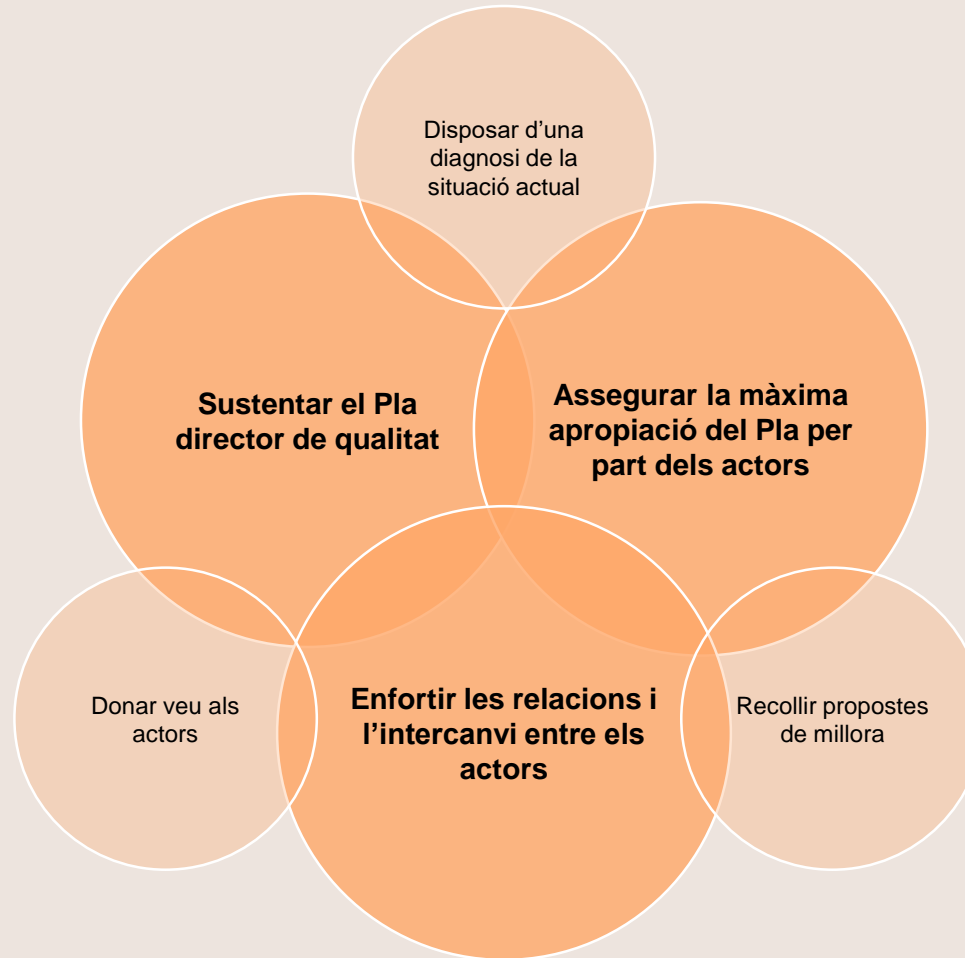 Disposar d’una
diagnosi de la
situació actual
Sustentar el Pla
director de qualitat
Assegurar la màxima
apropiació del Pla per
part dels actors
Donar veu als
actors
Enfortir les relacions i
l’intercanvi entre els
actors
Recollir propostes
de millora